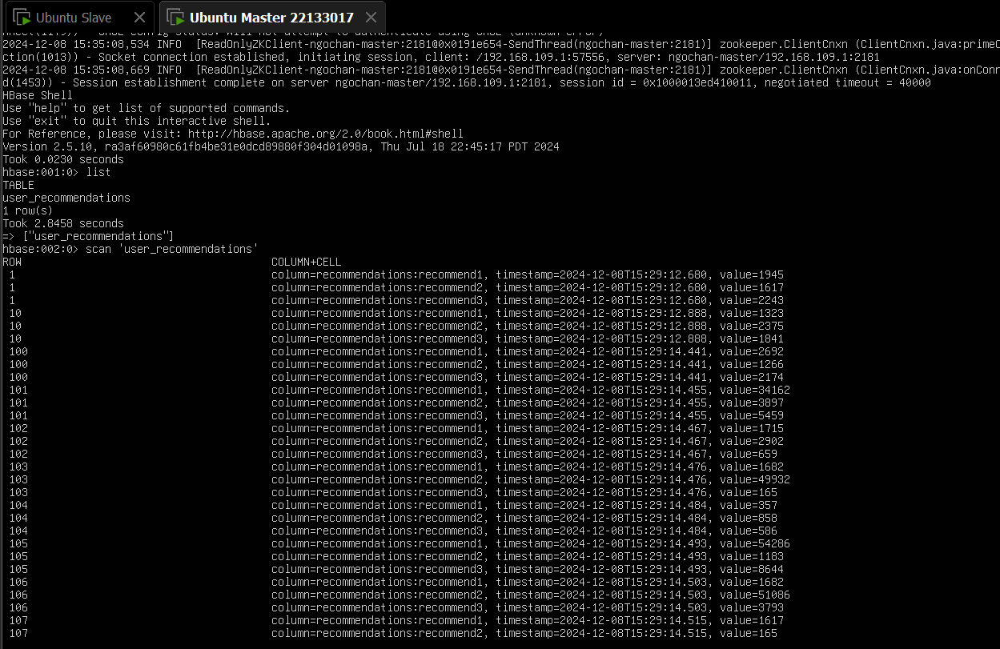 Ubuntu Slave
Ubuntu Master 22133017
2024-12-08 15:35:08,534 INFO  [ReadOnlyZKClient-ngochan-master:2181@0x0191e654-SendThread(ngochan-master:2181)] zookeeper.ClientCnxn (ClientCnxn.java:primeC
ction(1013)) - Socket connection established, initiating session, client: /192.168.109.1:57556, server: ngochan-master/192.168.109.1:2181
2024-12-08 15:35:08,669 INFO  [ReadOnlyZKClient-ngochan-master:2181@0x0191e654-SendThread(ngochan-master:2181)] zookeeper.ClientCnxn (ClientCnxn.java:onConn
d(1453)) - Session establishment complete on server ngochan-master/192.168.109.1:2181, session id = 0x1000013ed410011, negotiated timeout = 40000
HBase Shell
Use "help" to get list of supported commands.
Use "exit" to quit this interactive shell.
For Reference, please visit: http://hbase.apache.org/2.0/book.html#shell
Version 2.5.10, ra3af60980c61fb4be31e0dcd89880f304d01098a, Thu Jul 18 22:45:17 PDT 2024
Took 0.0230 seconds
hbase:001:0> list
TABLE
user_recommendations
1 row(s)
Took 2.8458 seconds
=> ["user_recommendations"]
hbase:002:0> scan 'user_recommendations'
ROW COLUMN+CELL
1 column=recommendations:recommend1, timestamp=2024-12-08T15:29:12.680, value=1945
1 column=recommendations:recommend2, timestamp=2024-12-08T15:29:12.680, value=1617
1 column=recommendations:recommend3, timestamp=2024-12-08T15:29:12.680, value=2243
10 column=recommendations:recommend1, timestamp=2024-12-08T15:29:12.888, value=1323
10 column=recommendations:recommend2, timestamp=2024-12-08T15:29:12.888, value=2375
10 column=recommendations:recommend3, timestamp=2024-12-08T15:29:12.888, value=1841
100 column=recommendations:recommend1, timestamp=2024-12-08T15:29:14.441, value=2692
100 column=recommendations:recommend2, timestamp=2024-12-08T15:29:14.441, value=1266
100 column=recommendations:recommend3, timestamp=2024-12-08T15:29:14.441, value=2174
101 column=recommendations:recommend1, timestamp=2024-12-08T15:29:14.455, value=34162
101 column=recommendations:recommend2, timestamp=2024-12-08T15:29:14.455, value=3897
101 column=recommendations:recommend3, timestamp=2024-12-08T15:29:14.455, value=5459
102 column=recommendations:recommend1, timestamp=2024-12-08T15:29:14.467, value=1715
102 column=recommendations:recommend2, timestamp=2024-12-08T15:29:14.467, value=2902
102 column=recommendations:recommend3, timestamp=2024-12-08T15:29:14.467, value=659
103 column=recommendations:recommend1, timestamp=2024-12-08T15:29:14.476, value=1682
103 column=recommendations:recommend2, timestamp=2024-12-08T15:29:14.476, value=49932
103 column=recommendations:recommend3, timestamp=2024-12-08T15:29:14.476, value=165
104 column=recommendations:recommend1, timestamp=2024-12-08T15:29:14.484, value=357
104 column=recommendations:recommend2, timestamp=2024-12-08T15:29:14.484, value=858
104 column=recommendations:recommend3, timestamp=2024-12-08T15:29:14.484, value=586
105 column=recommendations:recommend1, timestamp=2024-12-08T15:29:14.493, value=54286
105 column=recommendations:recommend2, timestamp=2024-12-08T15:29:14.493, value=1183
105 column=recommendations:recommend3, timestamp=2024-12-08T15:29:14.493, value=8644
106 column=recommendations:recommend1, timestamp=2024-12-08T15:29:14.503, value=1682
106 column=recommendations:recommend2, timestamp=2024-12-08T15:29:14.503, value=51086
106 column=recommendations:recommend3, timestamp=2024-12-08T15:29:14.503, value=3793
107 column=recommendations:recommend1, timestamp=2024-12-08T15:29:14.515, value=1617
107 column=recommendations:recommend2, timestamp=2024-12-08T15:29:14.515, value=165